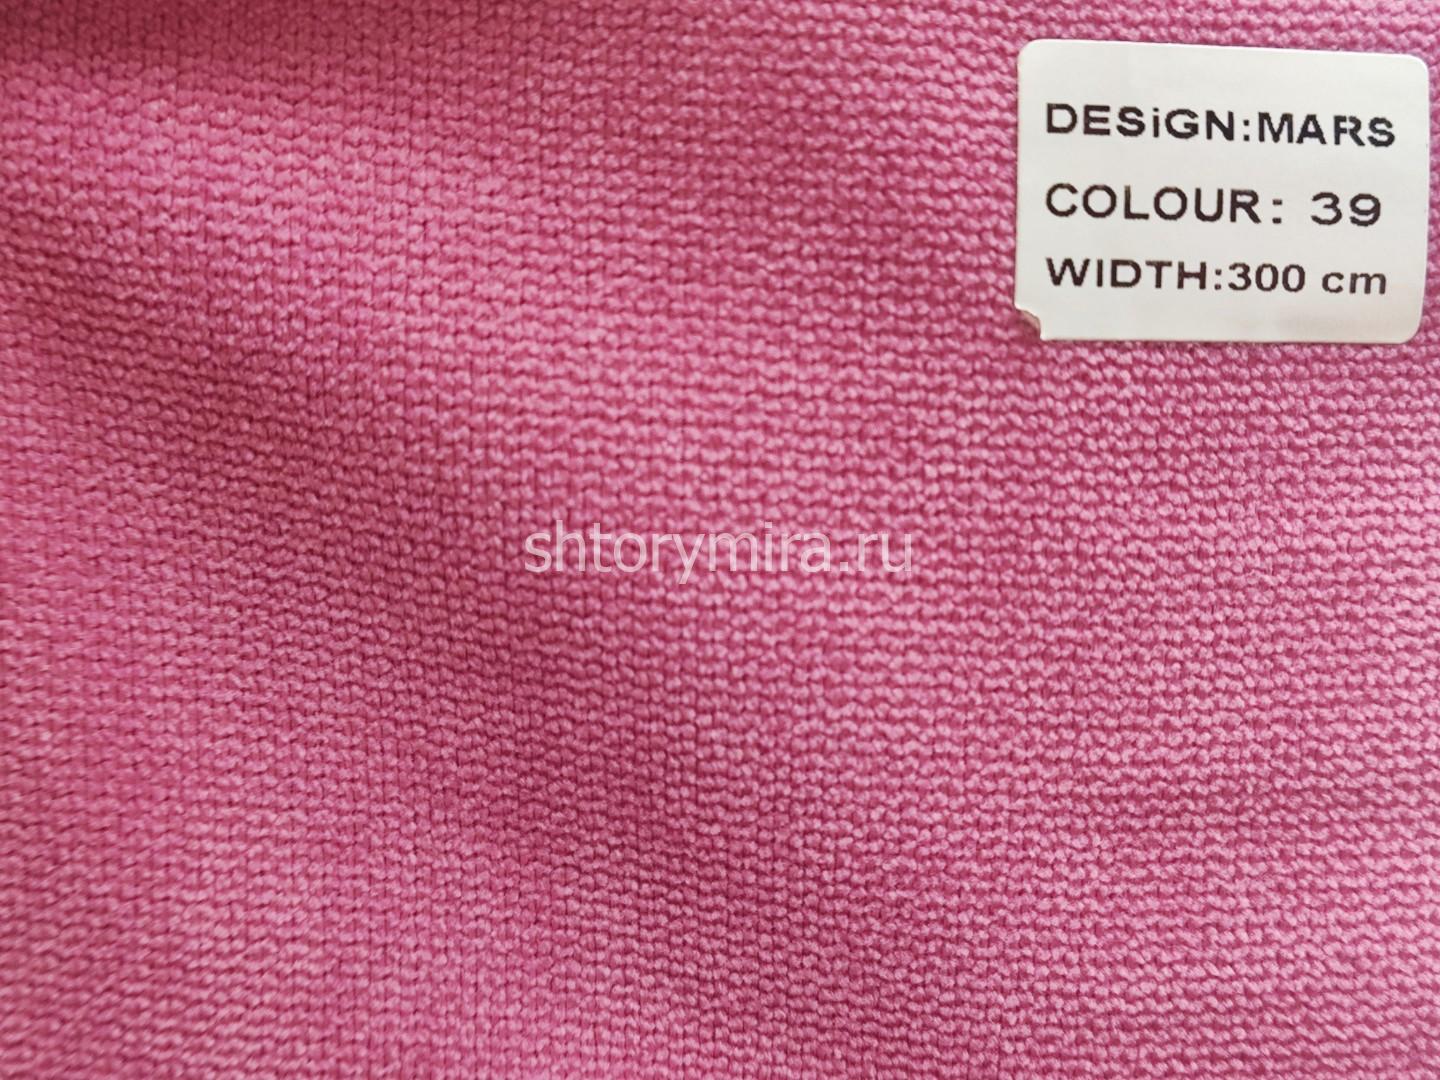 DESiGN:MARS
COLOUR: 39
WIDTH:300 cm
shtorymira.ru